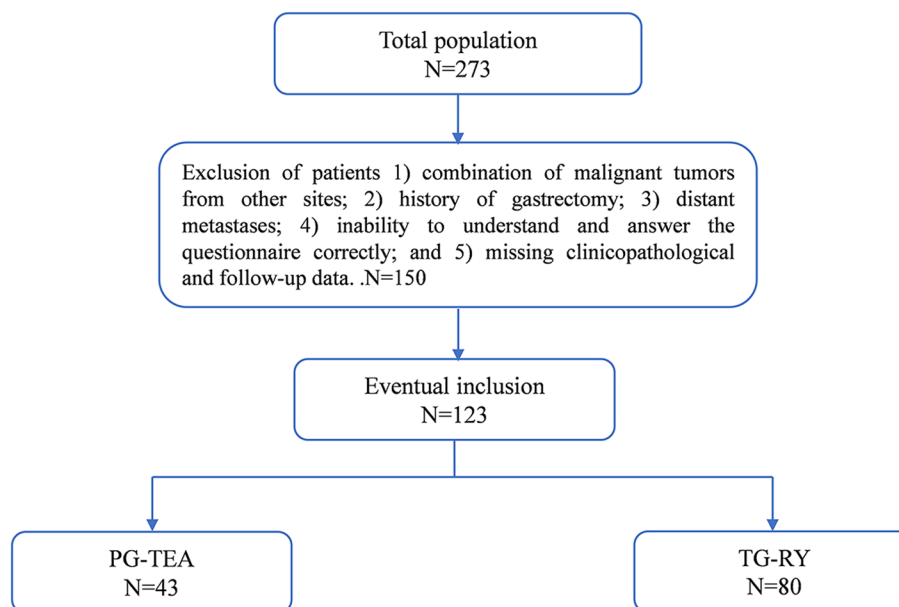 Total population
N=273
Exclusion of patients 1) combination of malignant tumors
from other sites; 2) history of gastrectomy; 3) distant
metastases; 4) inability to understand and answer the
questionnaire correctly; and 5) missing clinicopathological
and follow-up data. .N=150
Eventual inclusion
N=123
PG-TEA
N=43
TG-RY
N=80